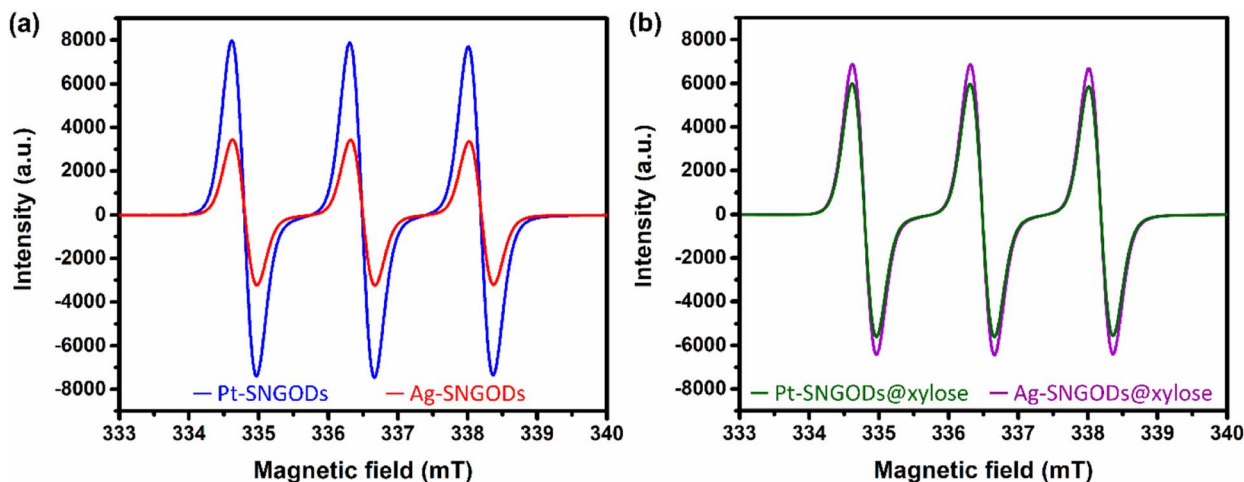 (a)
Intensity (a.u.)
8000
6000
4000
2000
0
-2000
-4000
-6000
-8000
Pt-SNGODs
Ag-SNGODs
333 334 335 336 337 338 339 340
Magnetic field (mT)
(b)
Intensity (a.u.)
8000
6000
4000
2000
0
-2000
-4000
-6000
-8000
Pt-SNGODs@xylose
Ag-SNGODs@xylose
333 334 335 336 337 338 339 340
Magnetic field (mT)